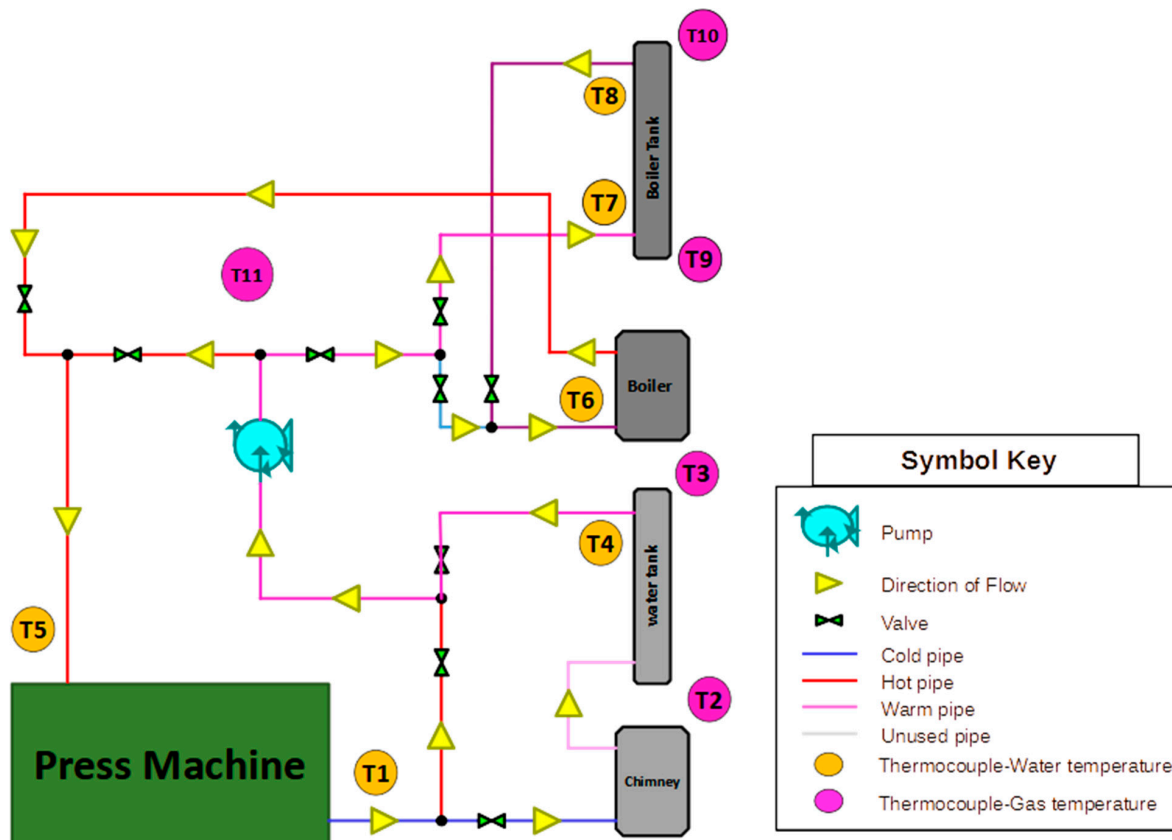 T10
T8
Boiler Tank
T7
T9
T11
Boiler
T6
T3
T4
water tank
T5
T2
Press Machine
T1
Chimney
Symbol Key
Pump
Direction of Flow
Valve
Cold pipe
Hot pipe
Warm pipe
Unused pipe
Thermocouple-Water temperature
Thermocouple-Gas temperature